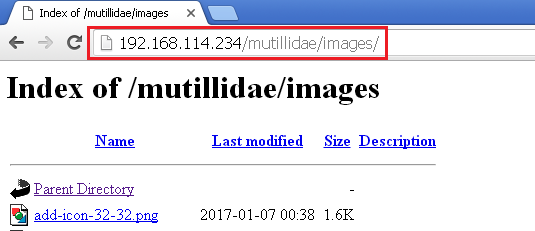 Index of /mutillidae/images
192.168.114.234/mutillidae/images/
Index of /mutillidae/images
Name Last modified Size Description
Parent Directory -
add-icon-32-32.png 2017-01-07 00:38 1.6K